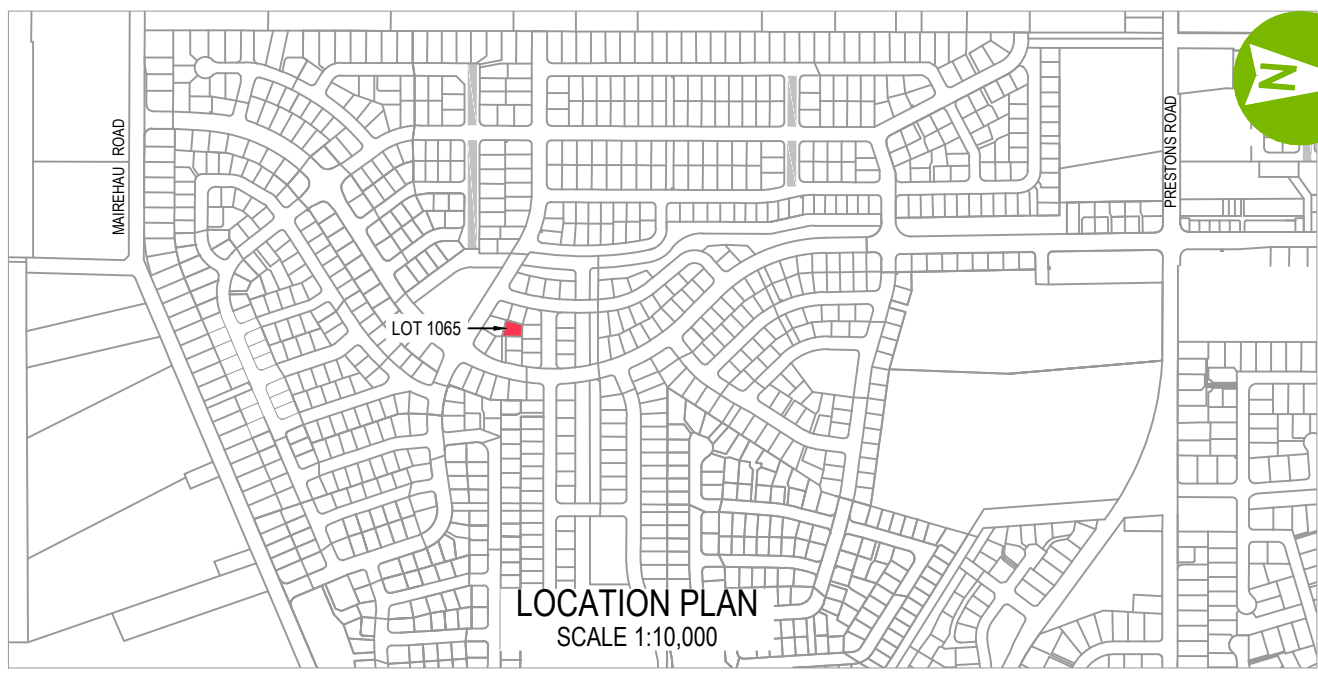 N
MAIREHAU ROAD
PRESTONS ROAD
LOT 1065
LOCATION PLAN
SCALE 1:10,000